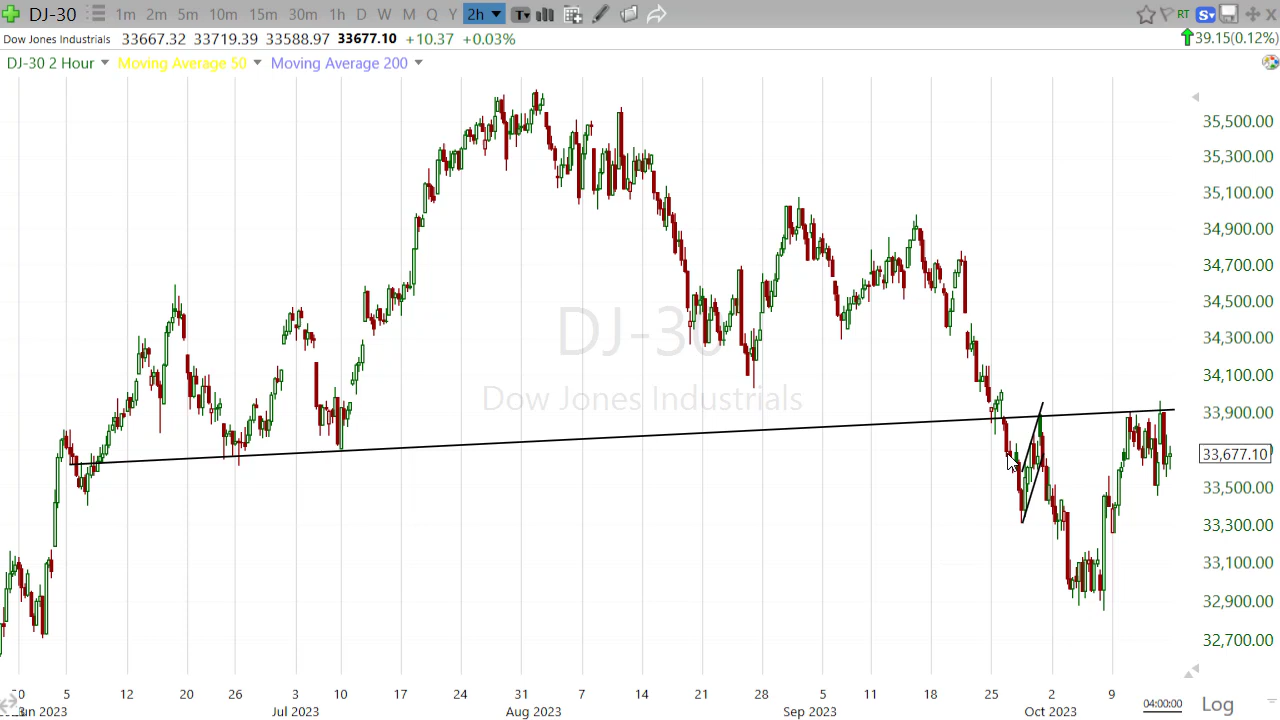 DJ-30 1m 2m 5m 10m 15m 30m 1h D W M Q Y 2h T RT S
Dow Jones Industrials 33667.32 33719.39 33588.97 33677.10 +10.37 +0.03% 39.15(0.12%)
DJ-30 2 Hour Moving Average 50 Moving Average 200
35,500.00
35,300.00
35,100.00
34,900.00
34,700.00
34,500.00
34,300.00
DJ-30
Dow Jones Industrials
34,100.00
33,900.00
33,677.10
33,500.00
33,300.00
33,100.00
32,900.00
32,700.00
5 12 20 26 3 10 17 24 31 7 14 21 28 5 11 18 25 2 9 04:00:00 Log
2023 Jul 2023 Aug 2023 Sep 2023 Oct 2023